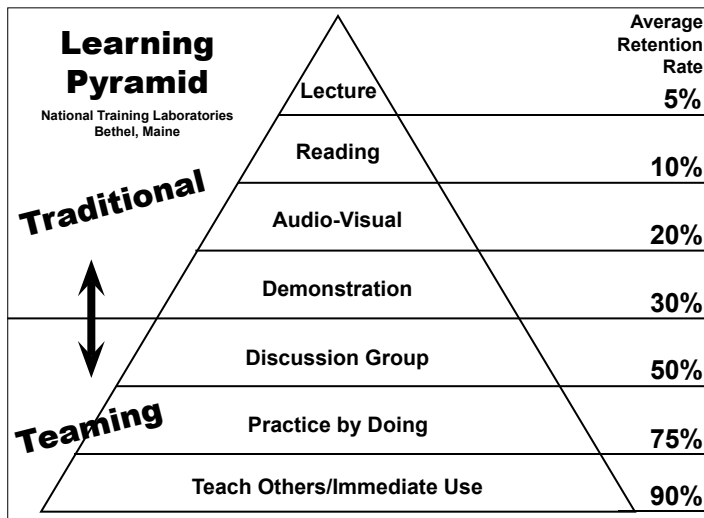 Learning
Pyramid
National Training Laboratories
Bethel, Maine
Average
Retention
Rate
Lecture
5%
Reading
10%
Traditional
Audio-Visual
20%
Demonstration
30%
Discussion Group
50%
Teaming
Practice by Doing
75%
Teach Others/Immediate Use
90%